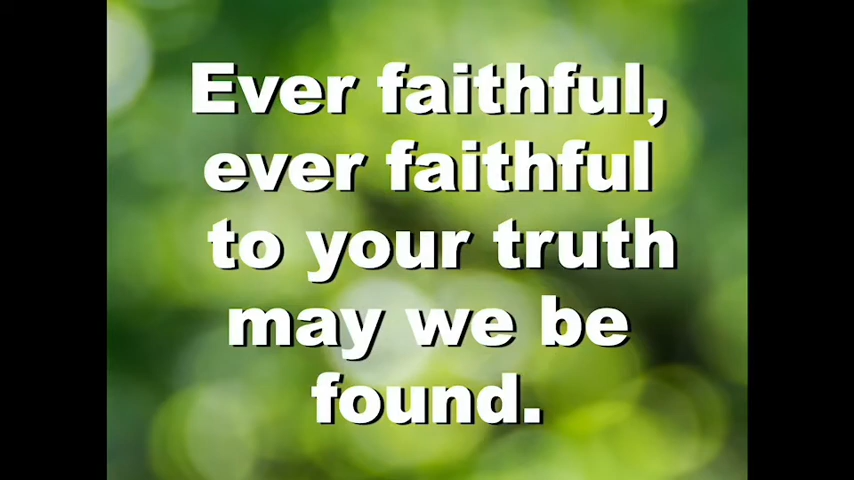 Ever faithful,
ever faithful
to your truth
may we be
found.